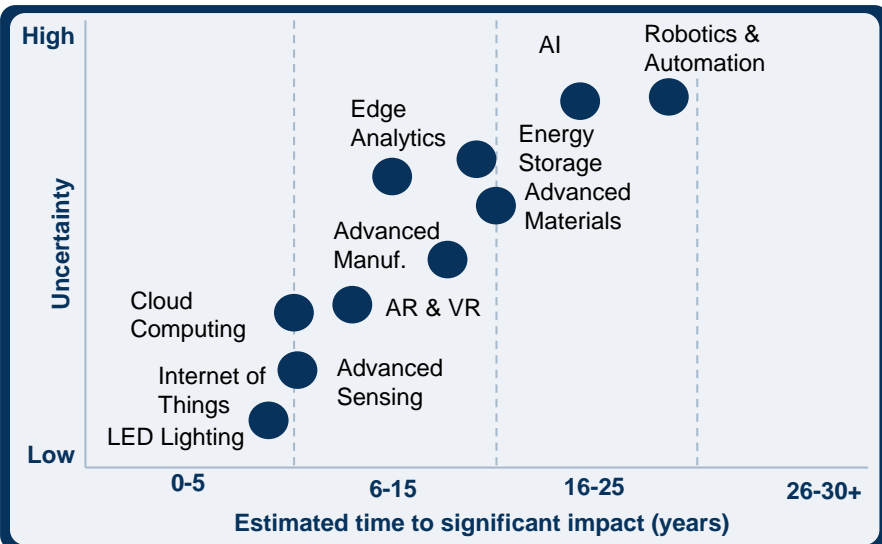 High
AI
Robotics &
Automation
Edge
Analytics
Energy
Storage
Advanced
Materials
Uncertainty
Advanced
Manuf.
Cloud
Computing
AR & VR
Internet of
Things
Advanced
Sensing
LED Lighting
Low
0-5
6-15
16-25
26-30+
Estimated time to significant impact (years)